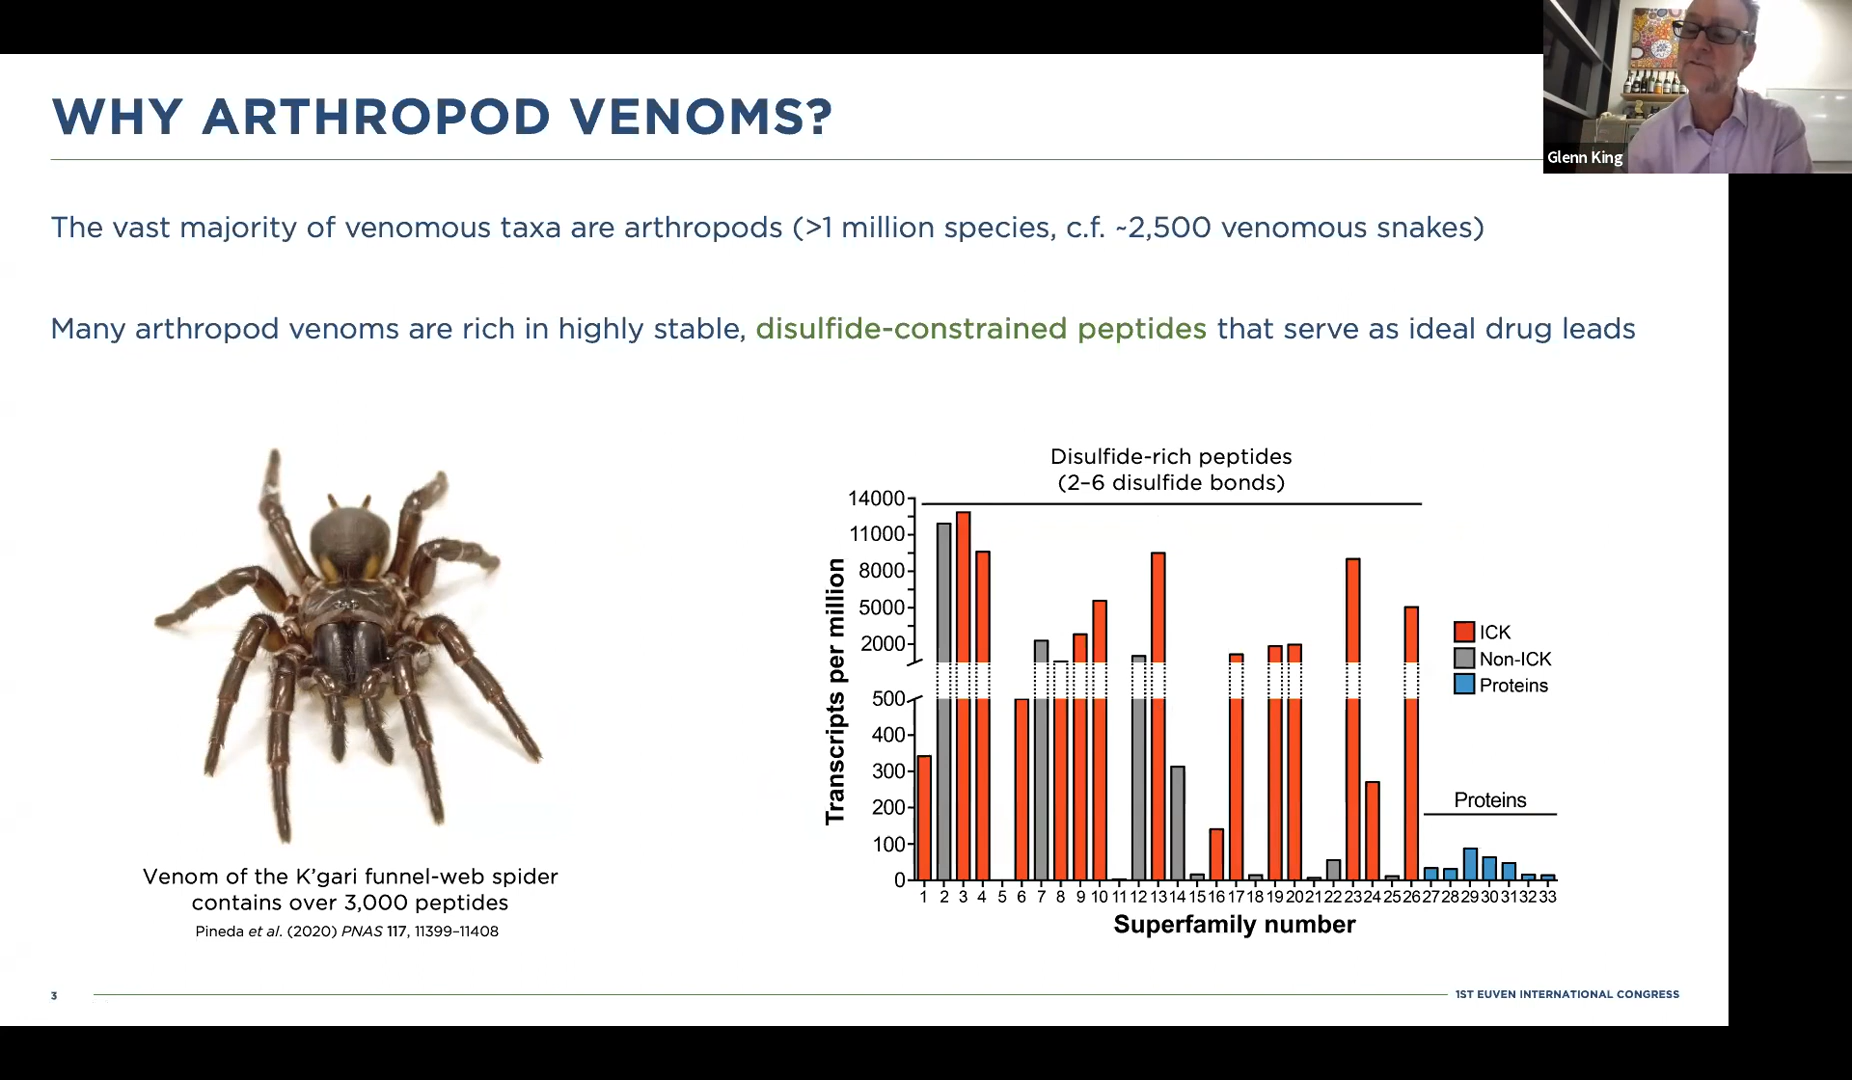 WHY ARTHROPOD VENOMS?
Glenn King
The vast majority of venomous taxa are arthropods (>1 million species, c.f. ~2,500 venomous snakes)
Many arthropod venoms are rich in highly stable, disulfide-constrained peptides that serve as ideal drug leads
Venom of the K'gari funnel-web spider
contains over 3,000 peptides
Pineda et al. (2020) PNAS 117, 11399–11408
Disulfide-rich peptides
(2–6 disulfide bonds)
Transcripts per million
14000
11000
8000
5000
2000
500
400
300
200
100
0
ICK
Non-ICK
Proteins
Proteins
1 2 3 4 5 6 7 8 9 10 11 12 13 14 15 16 17 18 19 20 21 22 23 24 25 26 27 28 29 30 31 32 33
Superfamily number
3
1ST EUVEN INTERNATIONAL CONGRESS